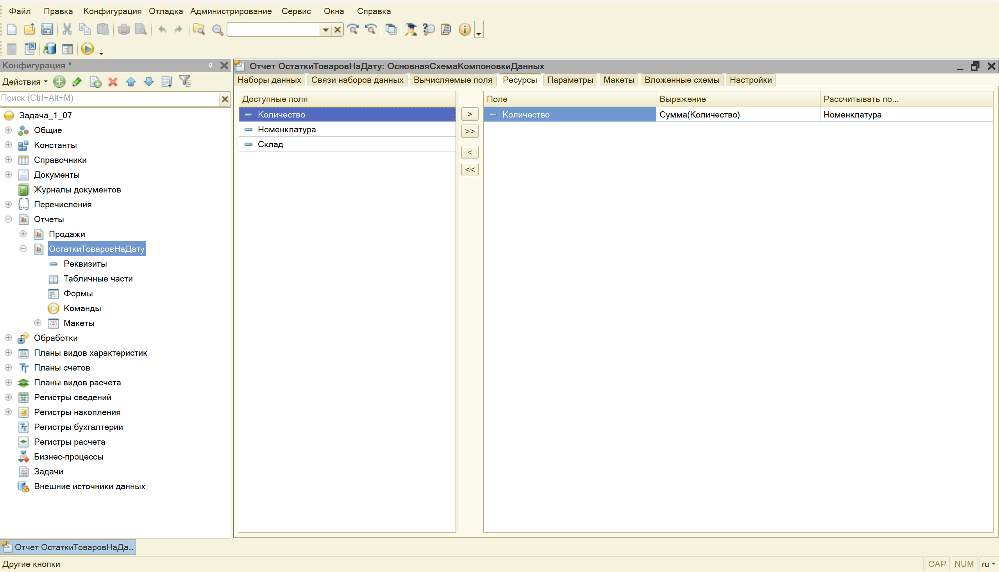 Файл Правка Конфигурация Отладка Администрирование Сервис Окна Справка
Конфигурация *
Действия
Поиск (Ctrl+Alt+M)
Задача_1_07
Общие
Константы
Справочники
Документы
Журналы документов
Перечисления
Отчеты
Продажи
ОстаткиТоваровНаДату
Реквизиты
Табличные части
Формы
Команды
Макеты
Обработки
Планы видов характеристик
Планы счетов
Планы видов расчета
Регистры сведений
Регистры накопления
Регистры бухгалтерии
Регистры расчета
Бизнес-процессы
Задачи
Внешние источники данных
Отчет ОстаткиТоваровНаДату: ОсновнаяСхемаКомпоновкиДанных
Наборы данных Связи наборов данных Вычисляемые поля Ресурсы Параметры Макеты Вложенные схемы Настройки
Доступные поля
Количество
Номенклатура
Склад
>
>>
<
<<
Поле Выражение Рассчитывать по...
Количество Сумма(Количество) Номенклатура
Отчет ОстаткиТоваровНаДа...
Другие кнопки CAP NUM ru